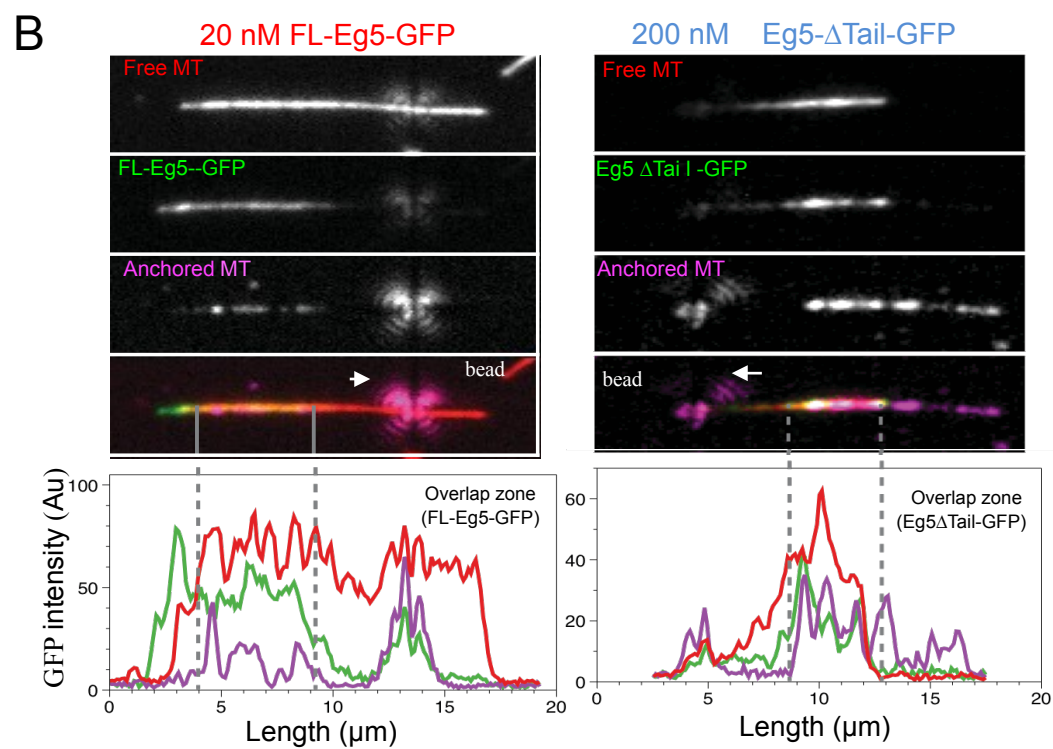 B
20 nM FL-Eg5-GFP
200 nM Eg5-ΔTail-GFP
Free MT
FL-Eg5--GFP
Anchored MT
bead
Free MT
Eg5 ΔTai l -GFP
Anchored MT
bead
GFP intensity (Au)
100
50
0
Overlap zone
(FL-Eg5-GFP)
0 5 10 15 20
Length (µm)
60
40
20
0
Overlap zone
(Eg5ΔTail-GFP)
0 5 10 15 20
Length (µm)